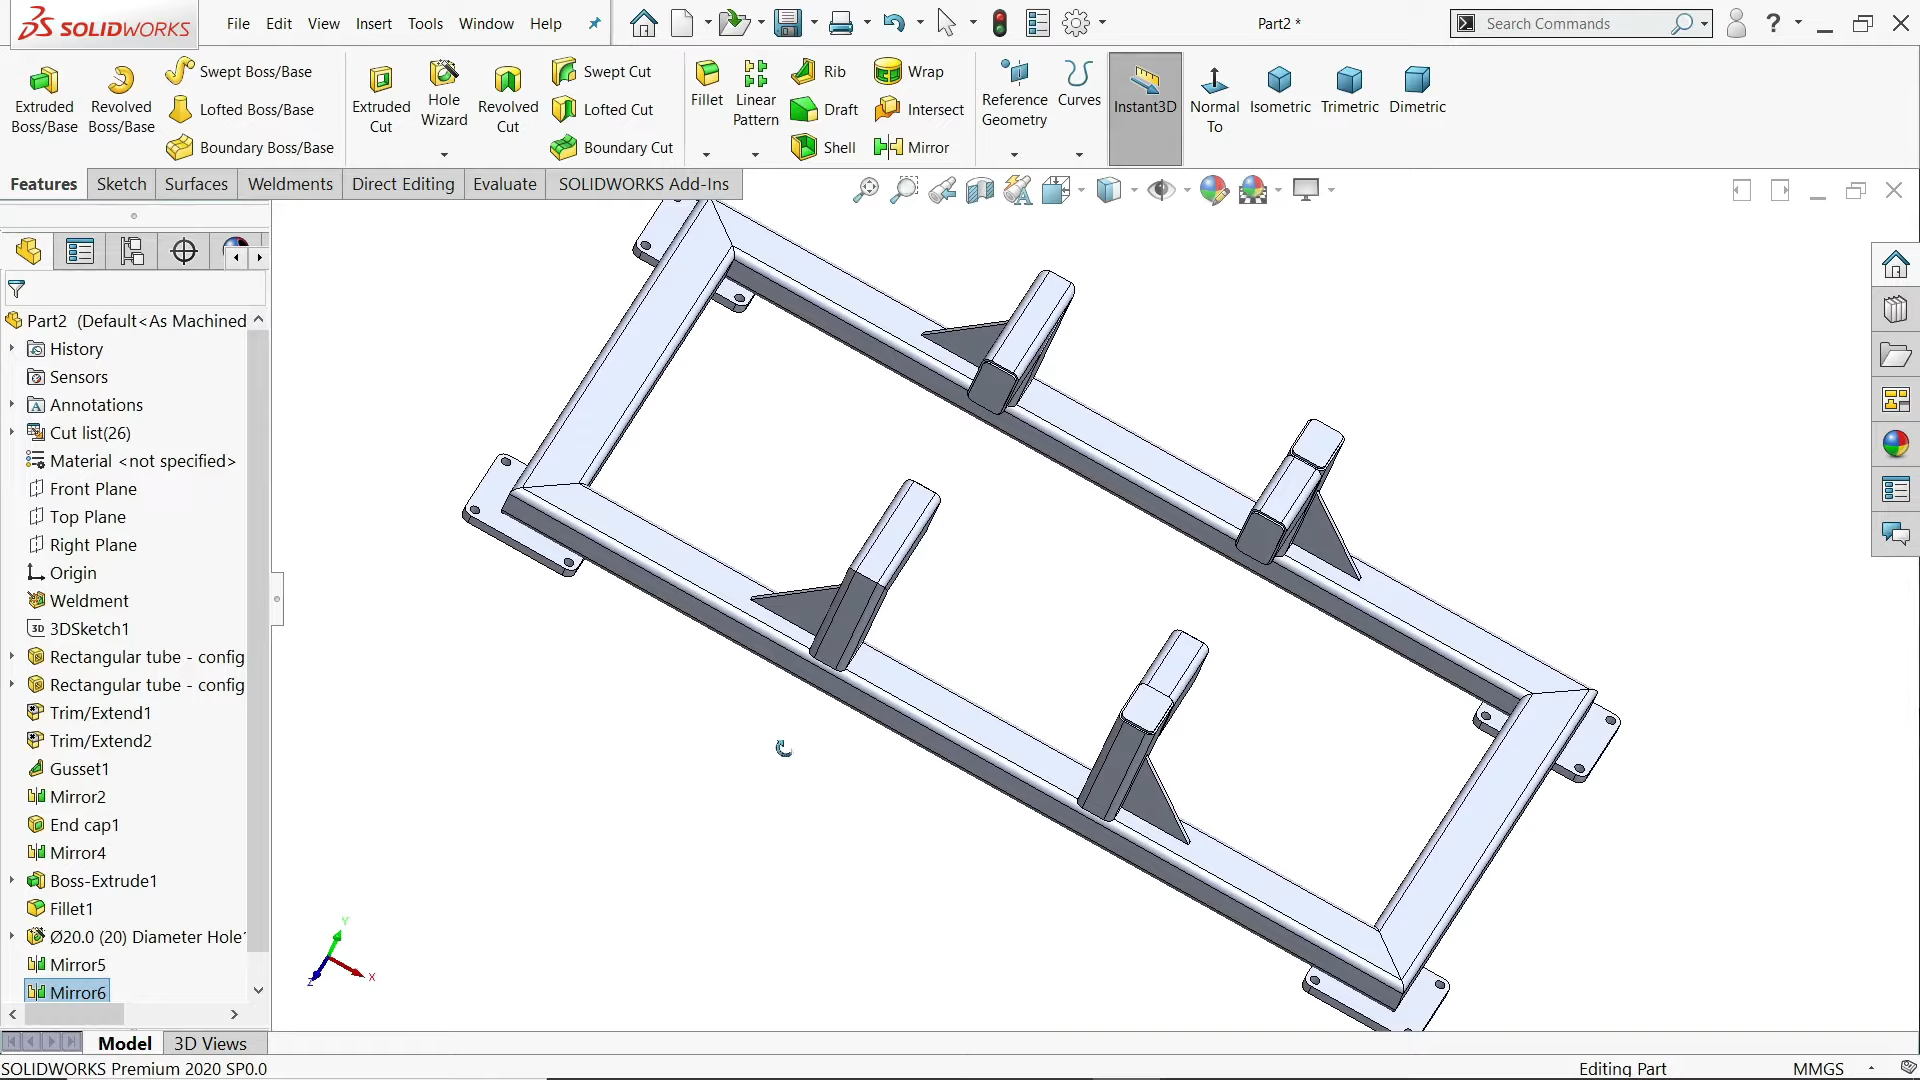 SOLIDWORKS
File Edit View Insert Tools Window Help
Part2 *
Search Commands
Extruded Boss/Base
Revolved Boss/Base
Swept Boss/Base
Lofted Boss/Base
Boundary Boss/Base
Extruded Cut
Hole Wizard
Revolved Cut
Swept Cut
Lofted Cut
Boundary Cut
Fillet
Linear Pattern
Rib
Draft
Shell
Wrap
Intersect
Mirror
Reference Geometry
Curves
Instant3D
Normal To
Isometric
Trimetric
Dimetric
Features Sketch Surfaces Weldments Direct Editing Evaluate SOLIDWORKS Add-Ins
Part2 (Default<As Machined
History
Sensors
Annotations
Cut list(26)
Material <not specified>
Front Plane
Top Plane
Right Plane
Origin
Weldment
3DSketch1
Rectangular tube - config
Rectangular tube - config
Trim/Extend1
Trim/Extend2
Gusset1
Mirror2
End cap1
Mirror4
Boss-Extrude1
Fillet1
Ø20.0 (20) Diameter Hole1
Mirror5
Mirror6
Y
X
Z
Model 3D Views
SOLIDWORKS Premium 2020 SP0.0
Editing Part
MMGS